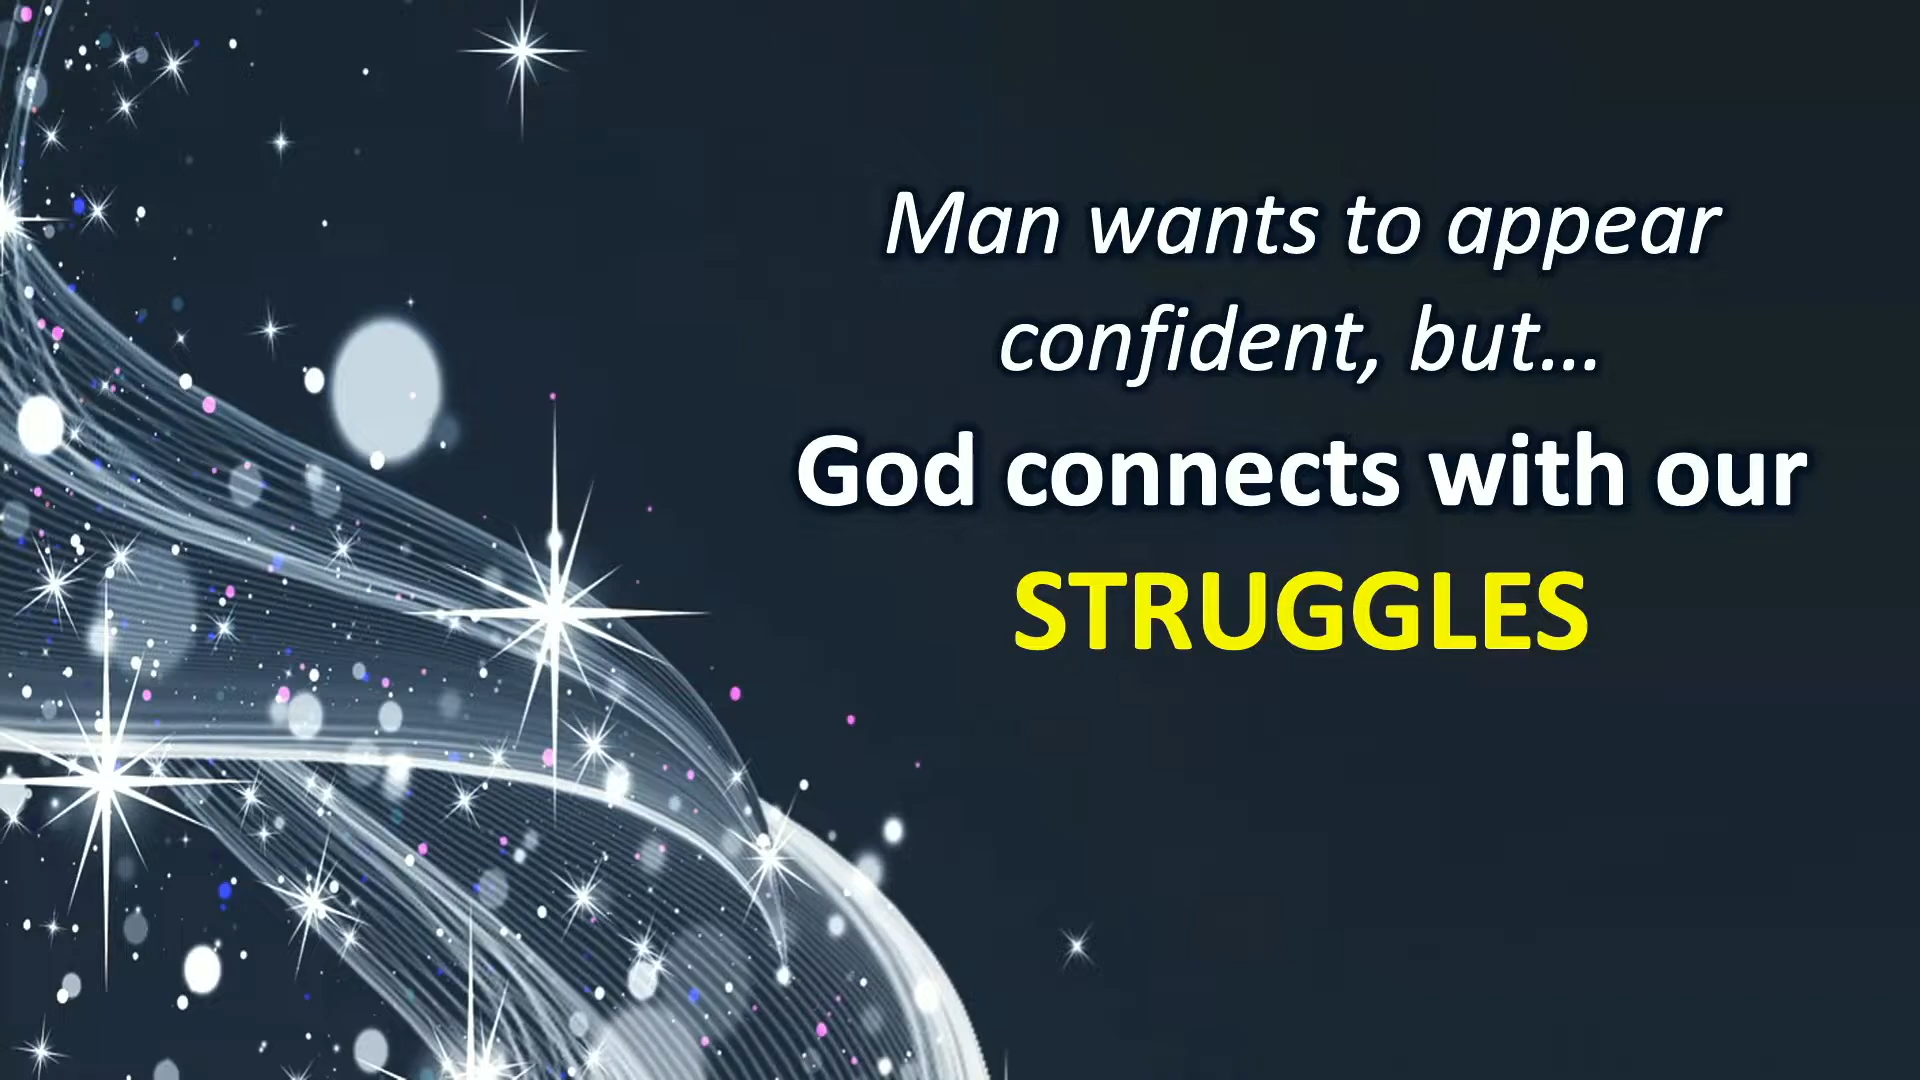 Man wants to appear
confident, but...
God connects with our
STRUGGLES